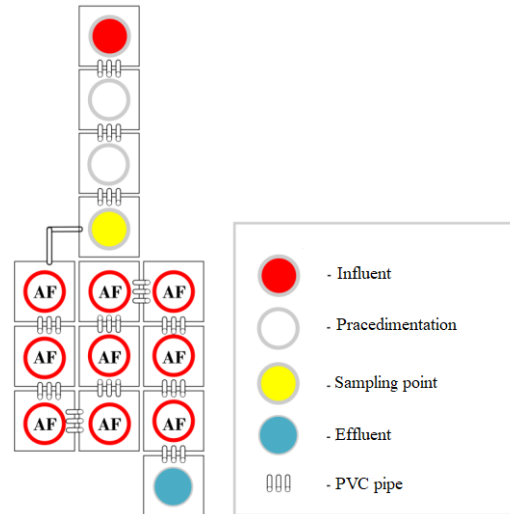 AF AF AF
AF AF AF
AF AF AF
- Influent
- Pracedimentation
- Sampling point
- Effluent
- PVC pipe